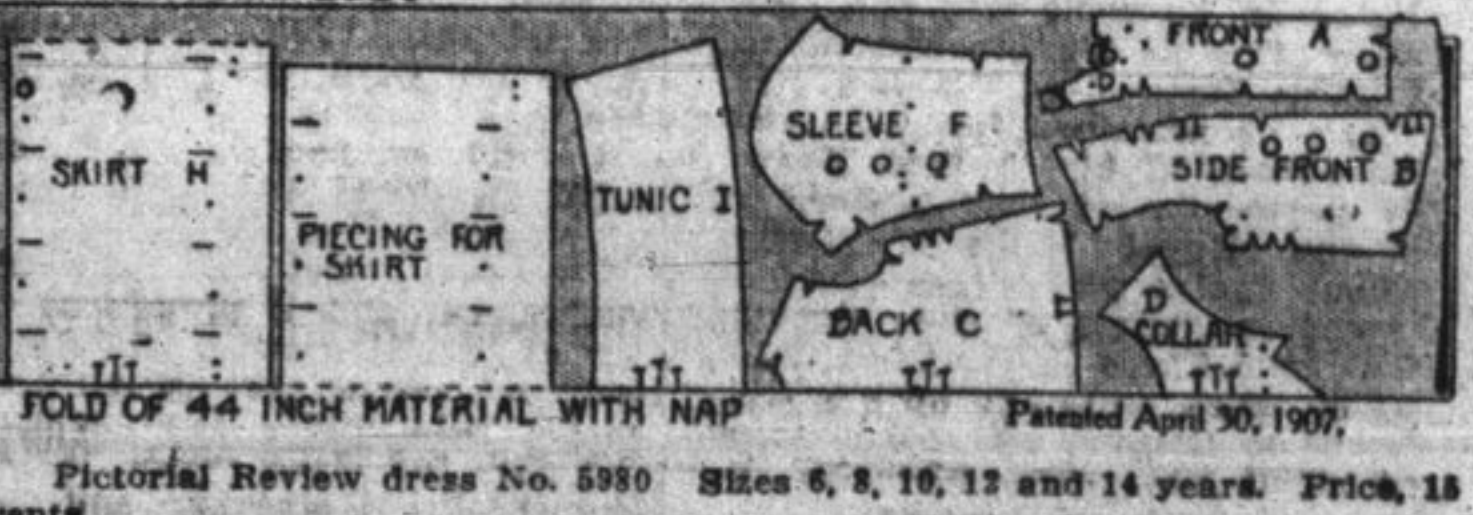 FRONT A
SLEEVE F
SKIRT H
SIDE FRONT B
TUNIC I
PIECING FOR
SKIRT
BACK C
D
COLLAR
FOLD OF 44 INCH MATERIAL WITH NAP
Patented April 30, 1907,
Pictorial Review dress No. 5980 Sizes 6, 8, 10, 12 and 14 years. Price, 15
cents